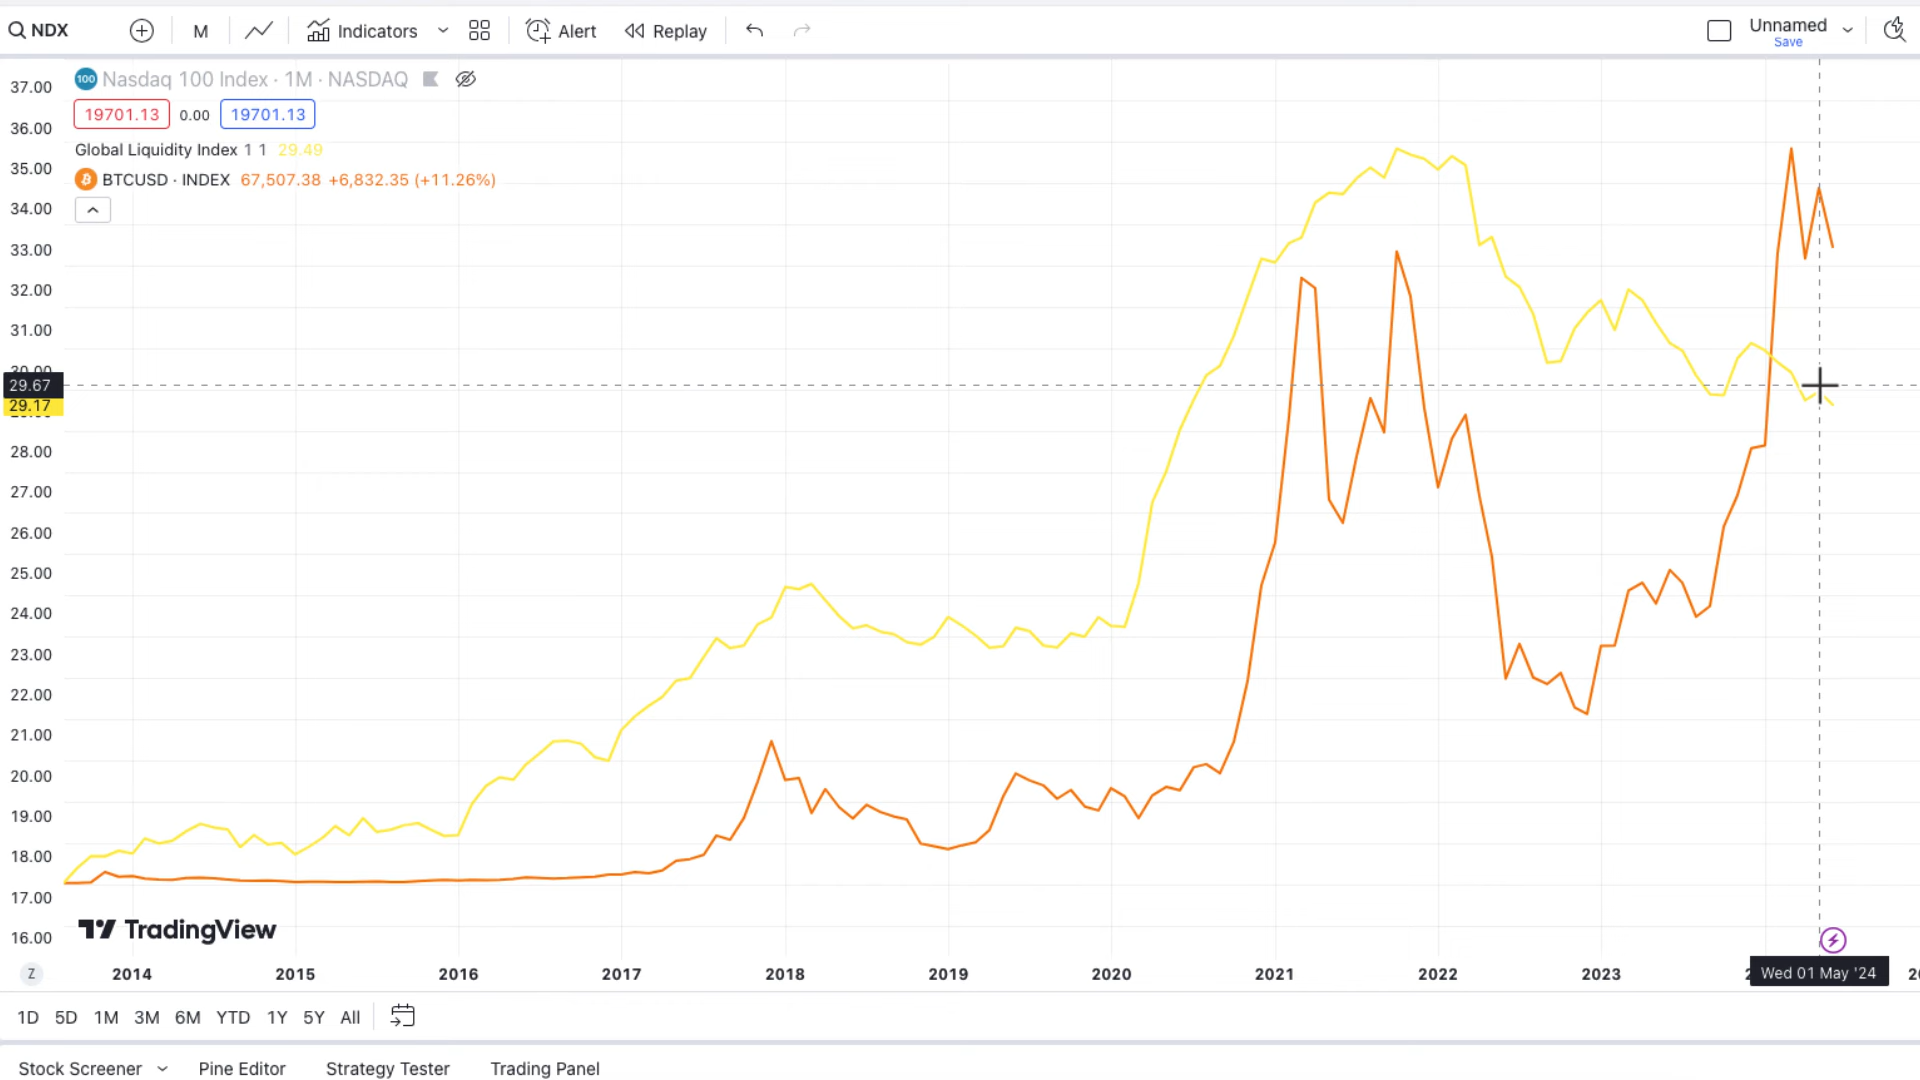 NDX M Indicators Alert Replay Unnamed
Save
Nasdaq 100 Index · 1M · NASDAQ
100
19701.13 0.00 19701.13
Global Liquidity Index 1 1 29.49
BTCUSD · INDEX 67,507.38 +6,832.35 (+11.26%)
37.00
36.00
35.00
34.00
33.00
32.00
31.00
30.00
29.67
29.17
28.00
27.00
26.00
25.00
24.00
23.00
22.00
21.00
20.00
19.00
18.00
17.00
16.00
TradingView
Z 2014 2015 2016 2017 2018 2019 2020 2021 2022 2023 Wed 01 May '24
1D 5D 1M 3M 6M YTD 1Y 5Y All
Stock Screener Pine Editor Strategy Tester Trading Panel